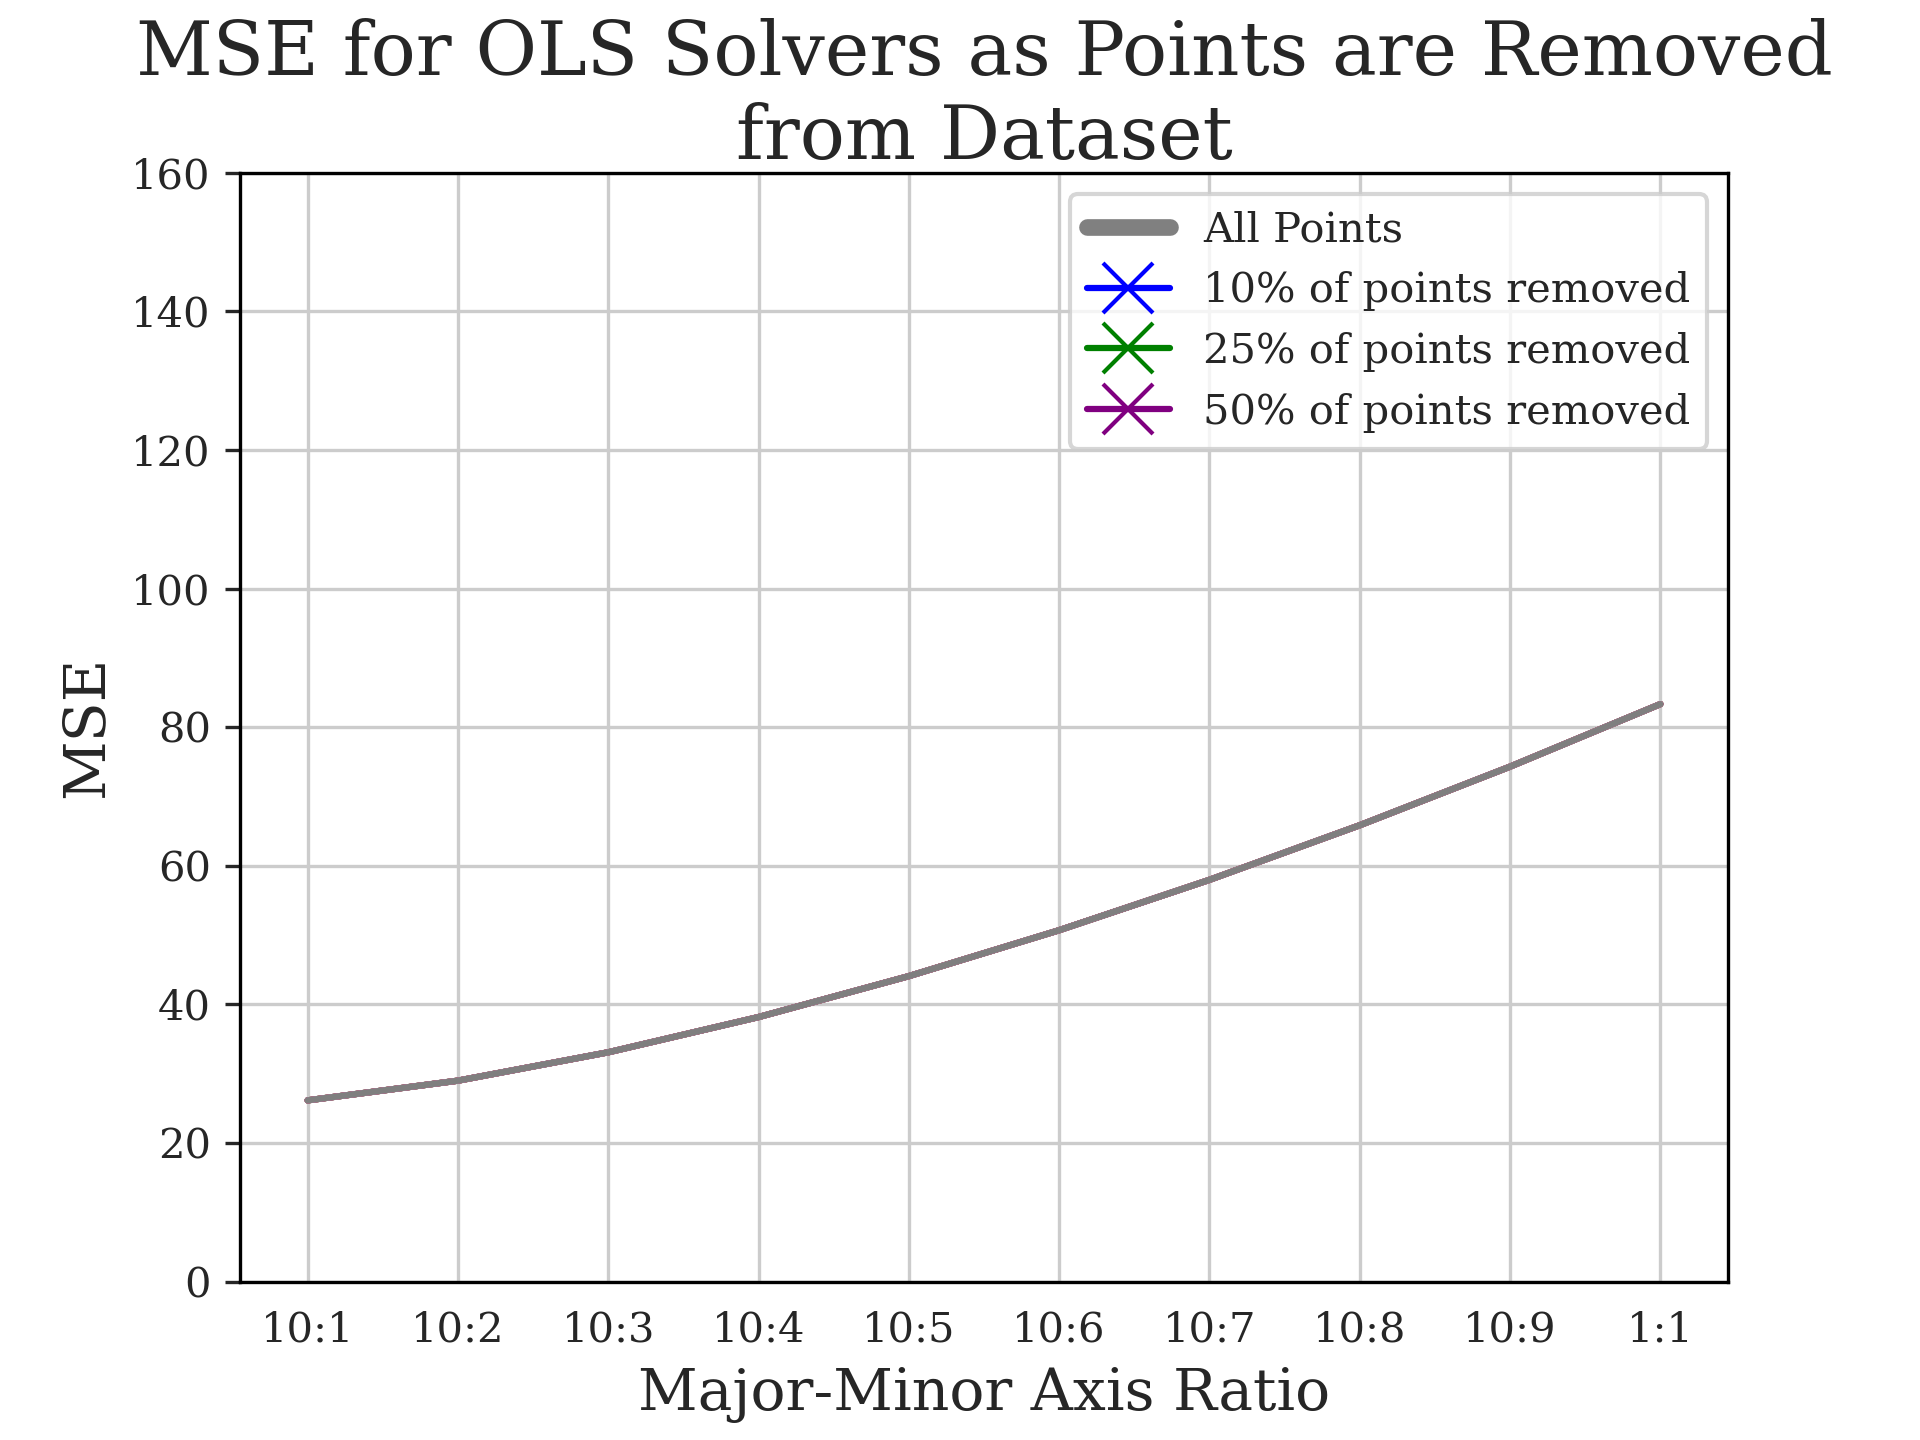 MSE for OLS Solvers as Points are Removed
from Dataset
160
140
120
100
80
60
40
20
0
MSE
All Points
10% of points removed
25% of points removed
50% of points removed
10:1 10:2 10:3 10:4 10:5 10:6 10:7 10:8 10:9 1:1
Major-Minor Axis Ratio